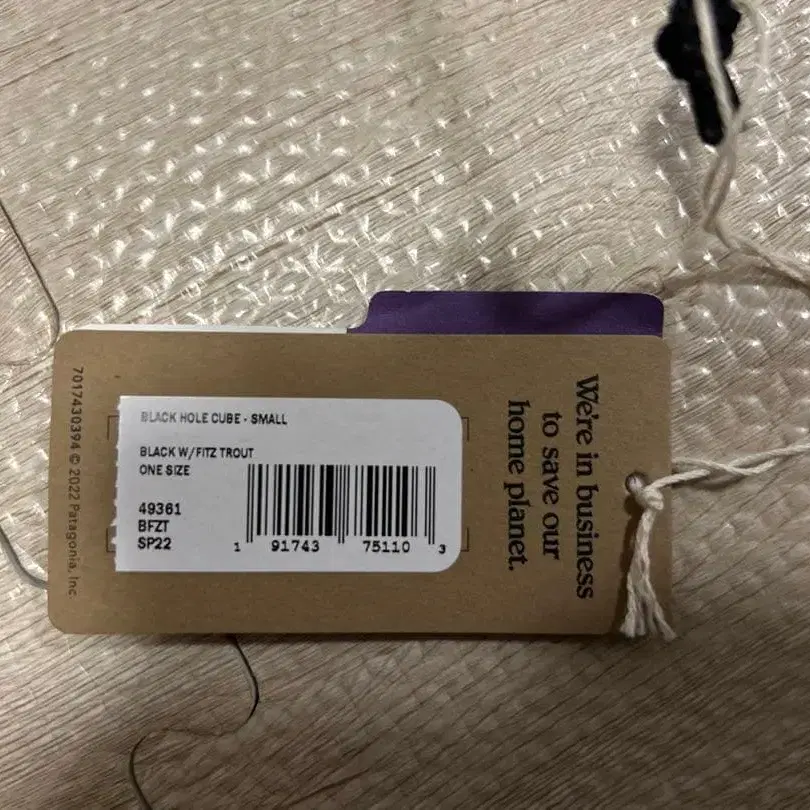 7017430394 © 2022 Patagonia, Inc.
BLACK HOLE CUBE - SMALL
BLACK W/FITZ TROUT
ONE SIZE
49361
BFZT
SP22
1 91743 75110 3
We're in business
to save our
home planet.